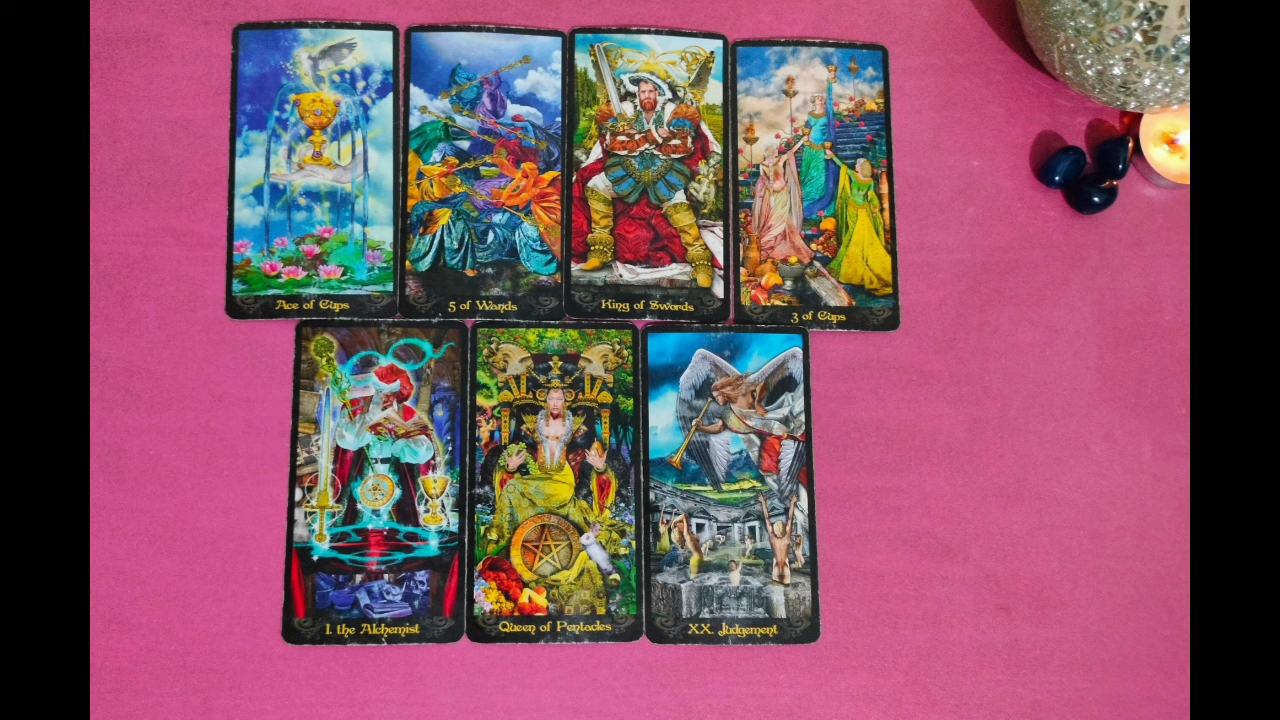 Ace of Cups
5 of Wands
King of Swords
3 of Cups
1. the Alchemist
Queen of Pentacles
XX. Judgement